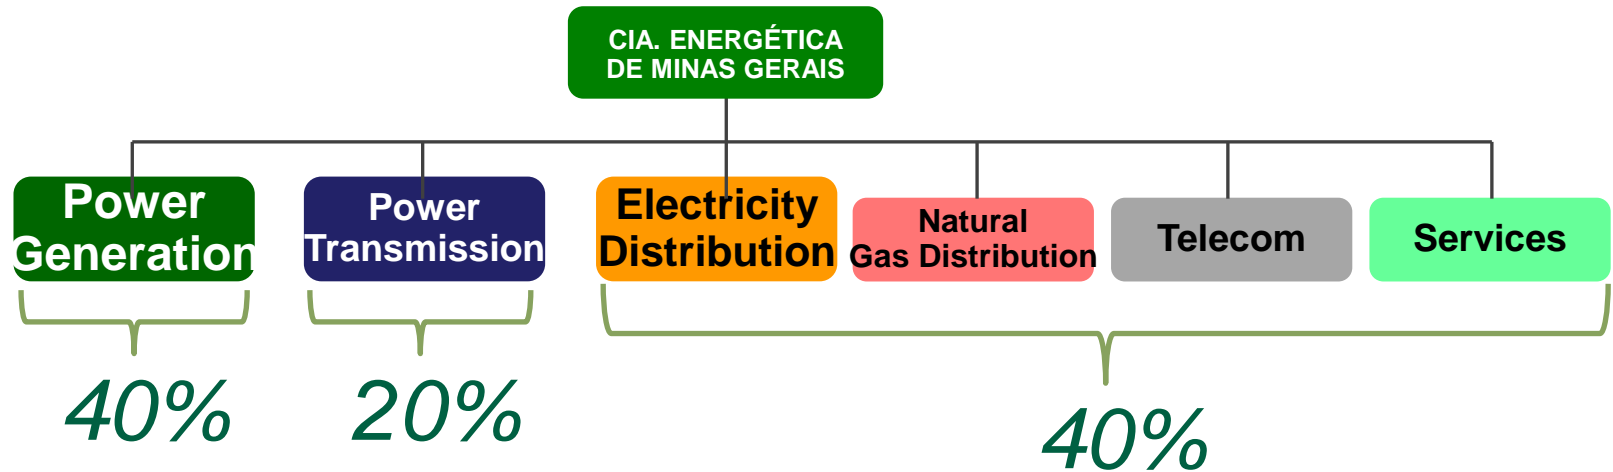 CIA. ENERGÉTICA
DE MINAS GERAIS
Power
Generation
Power
Transmission
Electricity
Distribution
Natural
Gas Distribution
Telecom
Services
40%
20%
40%